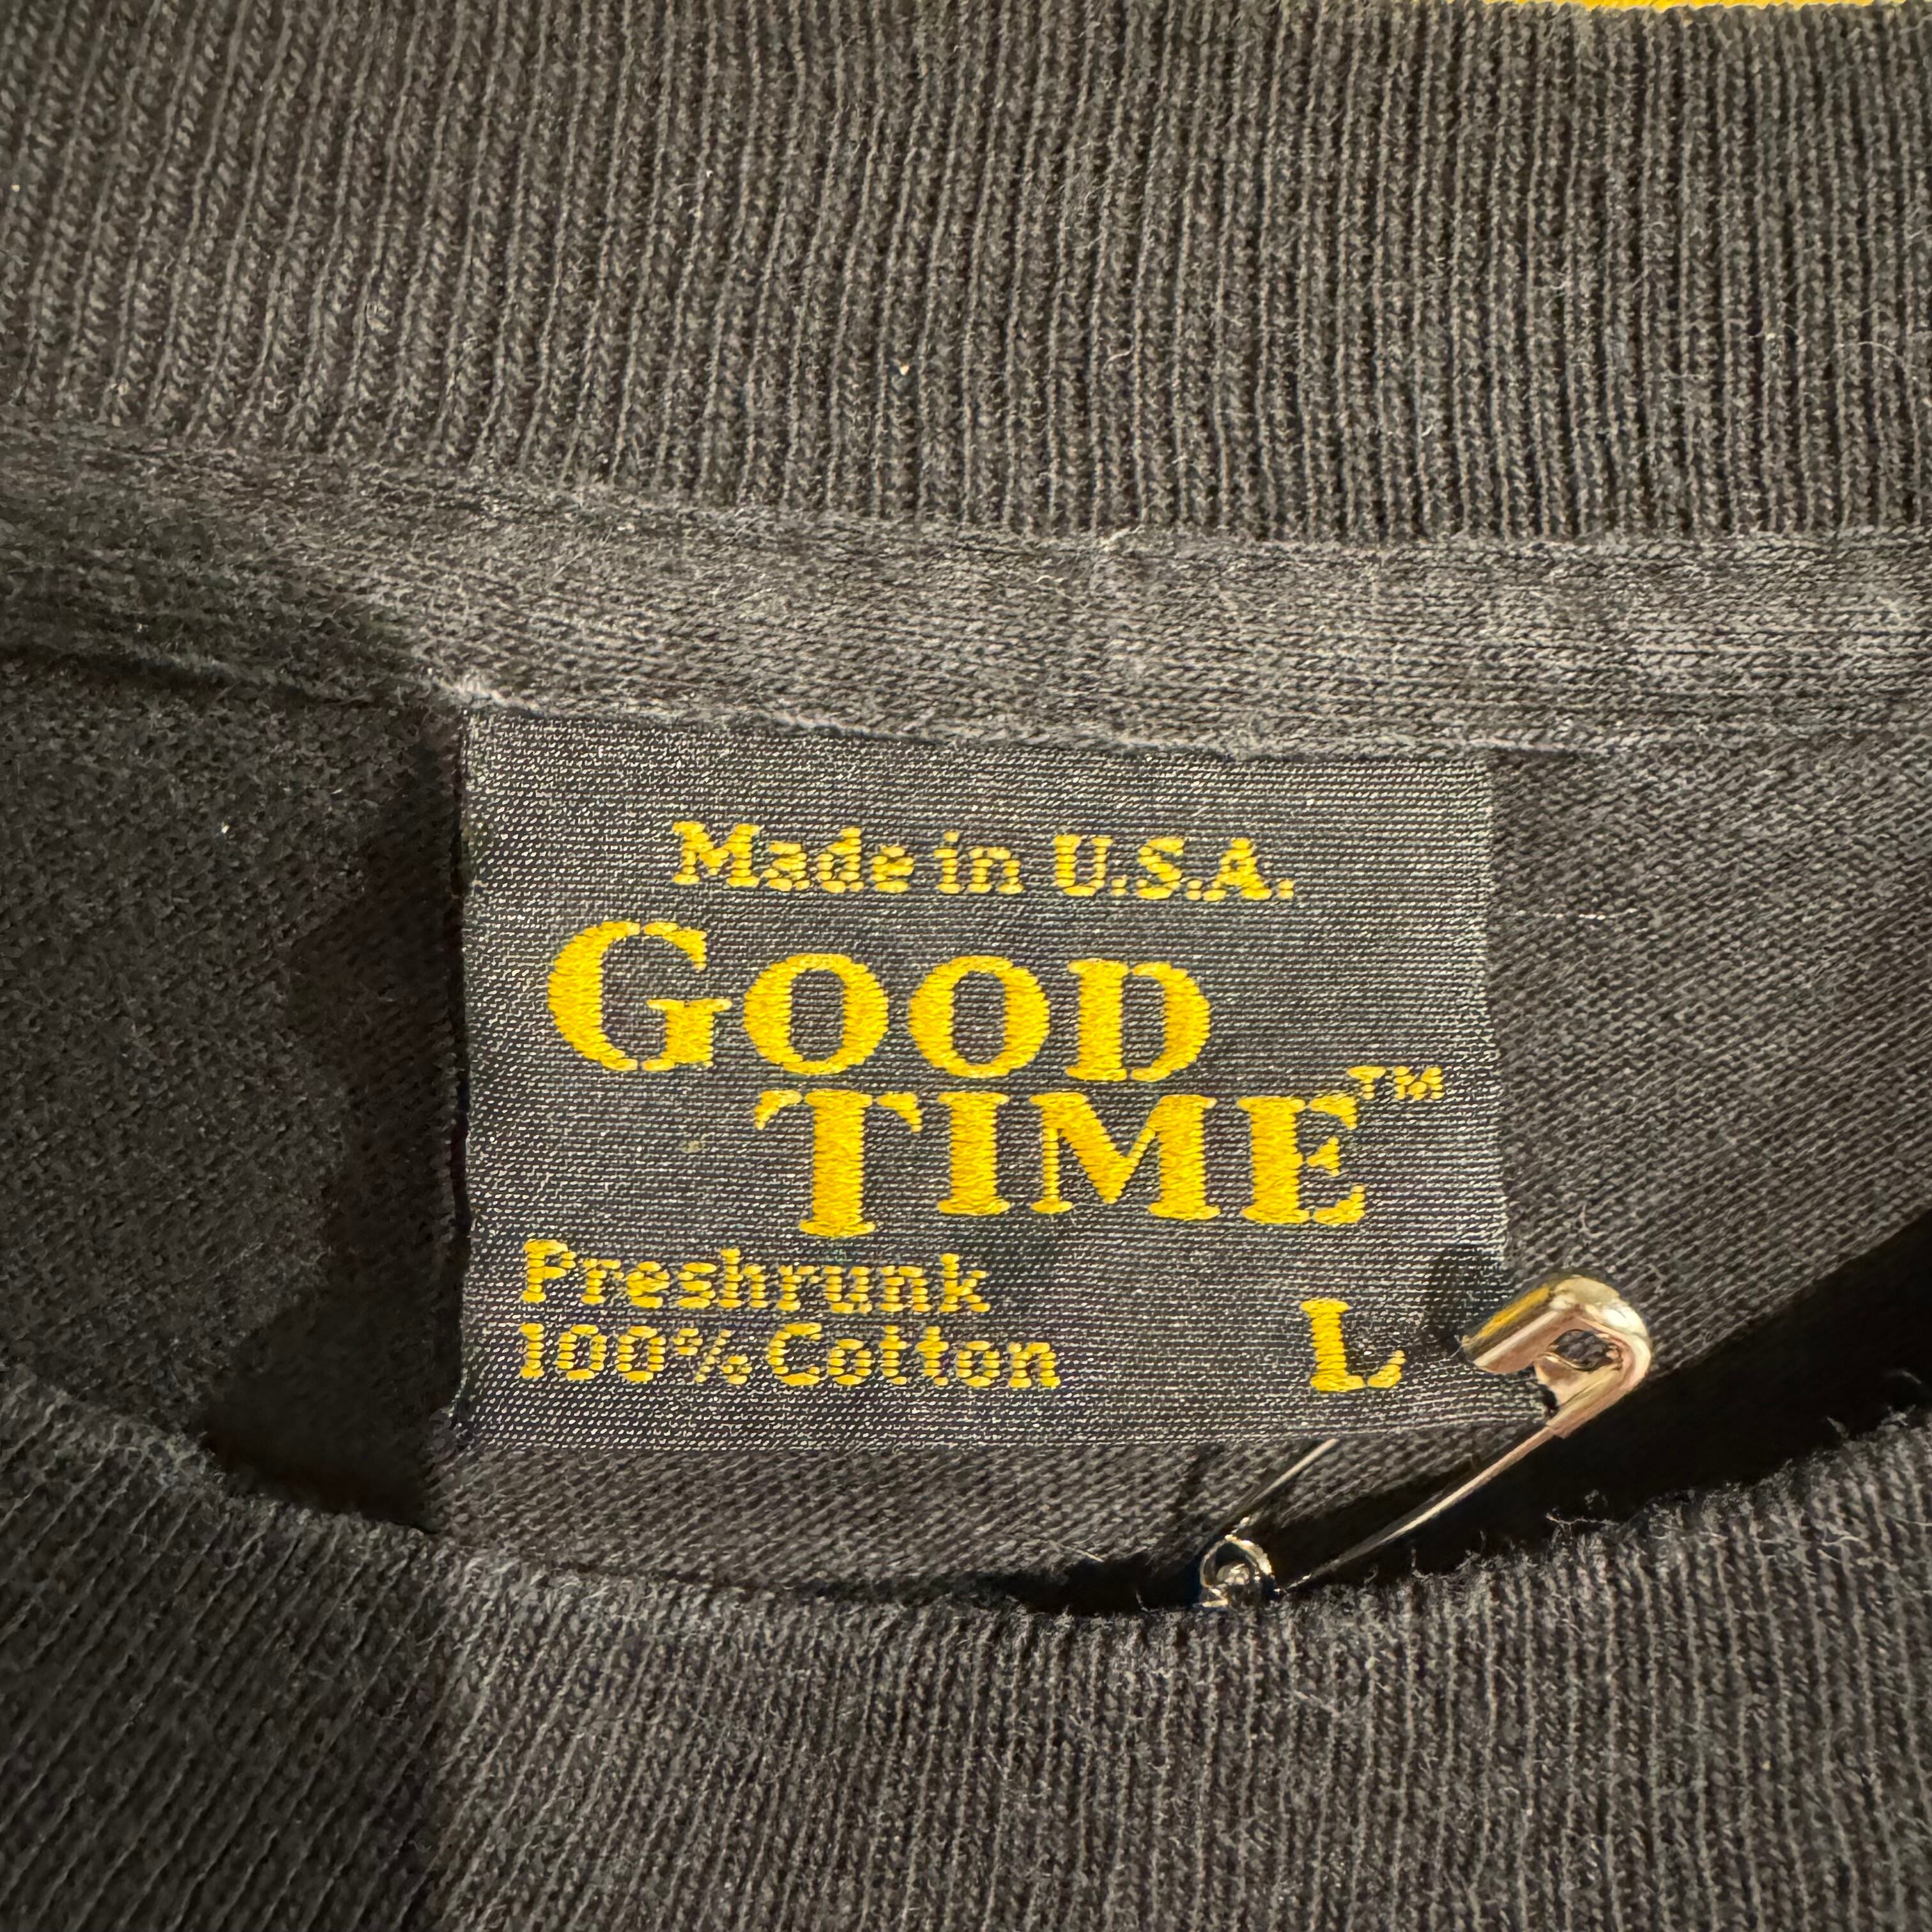 Made in U.S.A.
GOOD
TIME™
Preshrunk
100% Cotton
L